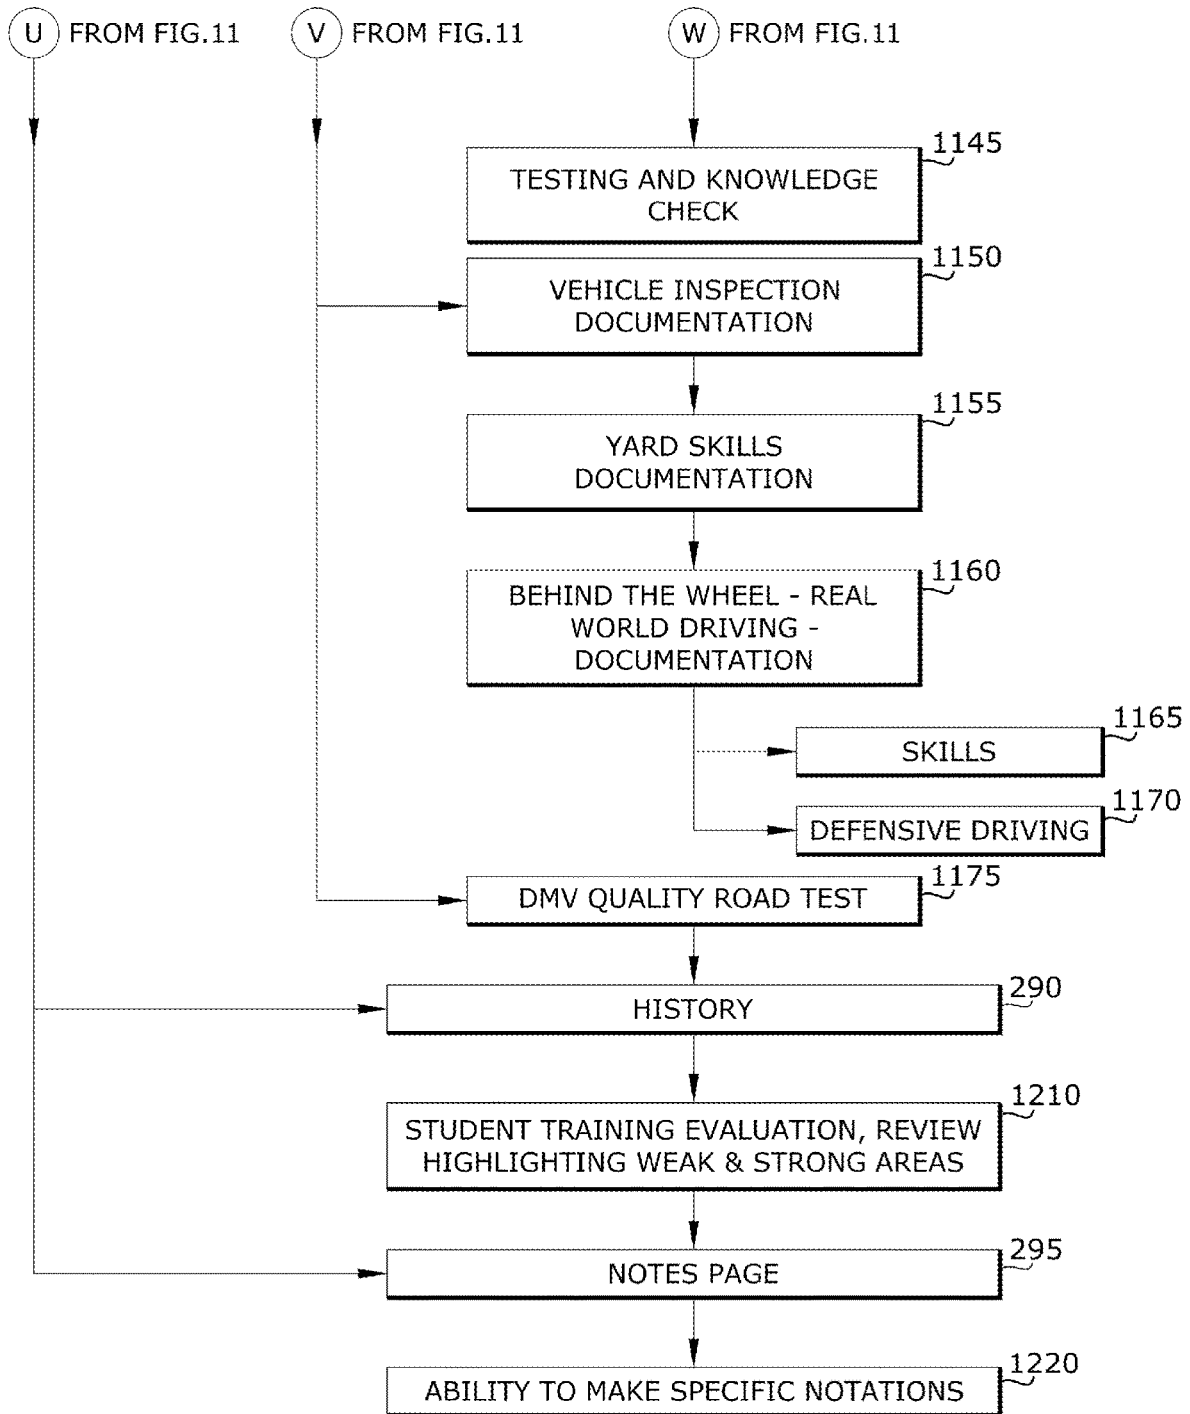 U FROM FIG.11 V FROM FIG.11 W FROM FIG.11
1145
TESTING AND KNOWLEDGE
CHECK
1150
VEHICLE INSPECTION
DOCUMENTATION
1155
YARD SKILLS
DOCUMENTATION
1160
BEHIND THE WHEEL - REAL
WORLD DRIVING -
DOCUMENTATION
1165
SKILLS
1170
DEFENSIVE DRIVING
1175
DMV QUALITY ROAD TEST
290
HISTORY
1210
STUDENT TRAINING EVALUATION, REVIEW
HIGHLIGHTING WEAK & STRONG AREAS
295
NOTES PAGE
1220
ABILITY TO MAKE SPECIFIC NOTATIONS